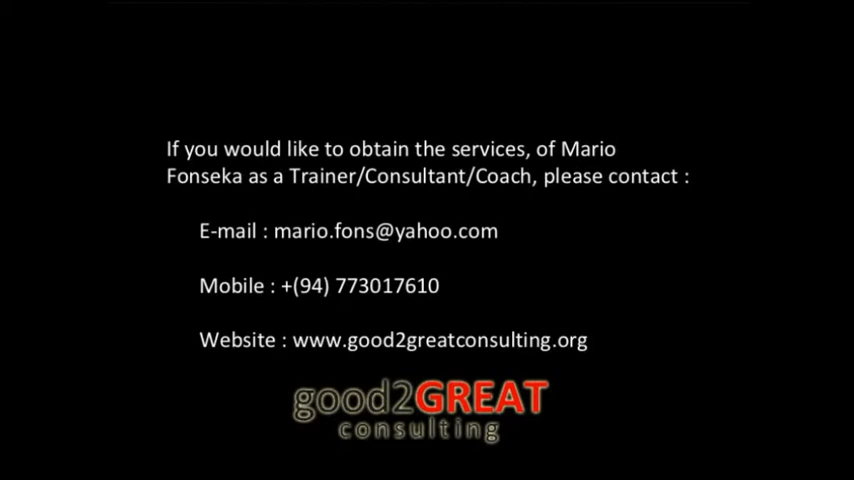 If you would like to obtain the services, of Mario
Fonseka as a Trainer/Consultant/Coach, please contact :
E-mail : mario.fons@yahoo.com
Mobile : +(94) 773017610
Website : www.good2greatconsulting.org
good2GREAT
consulting